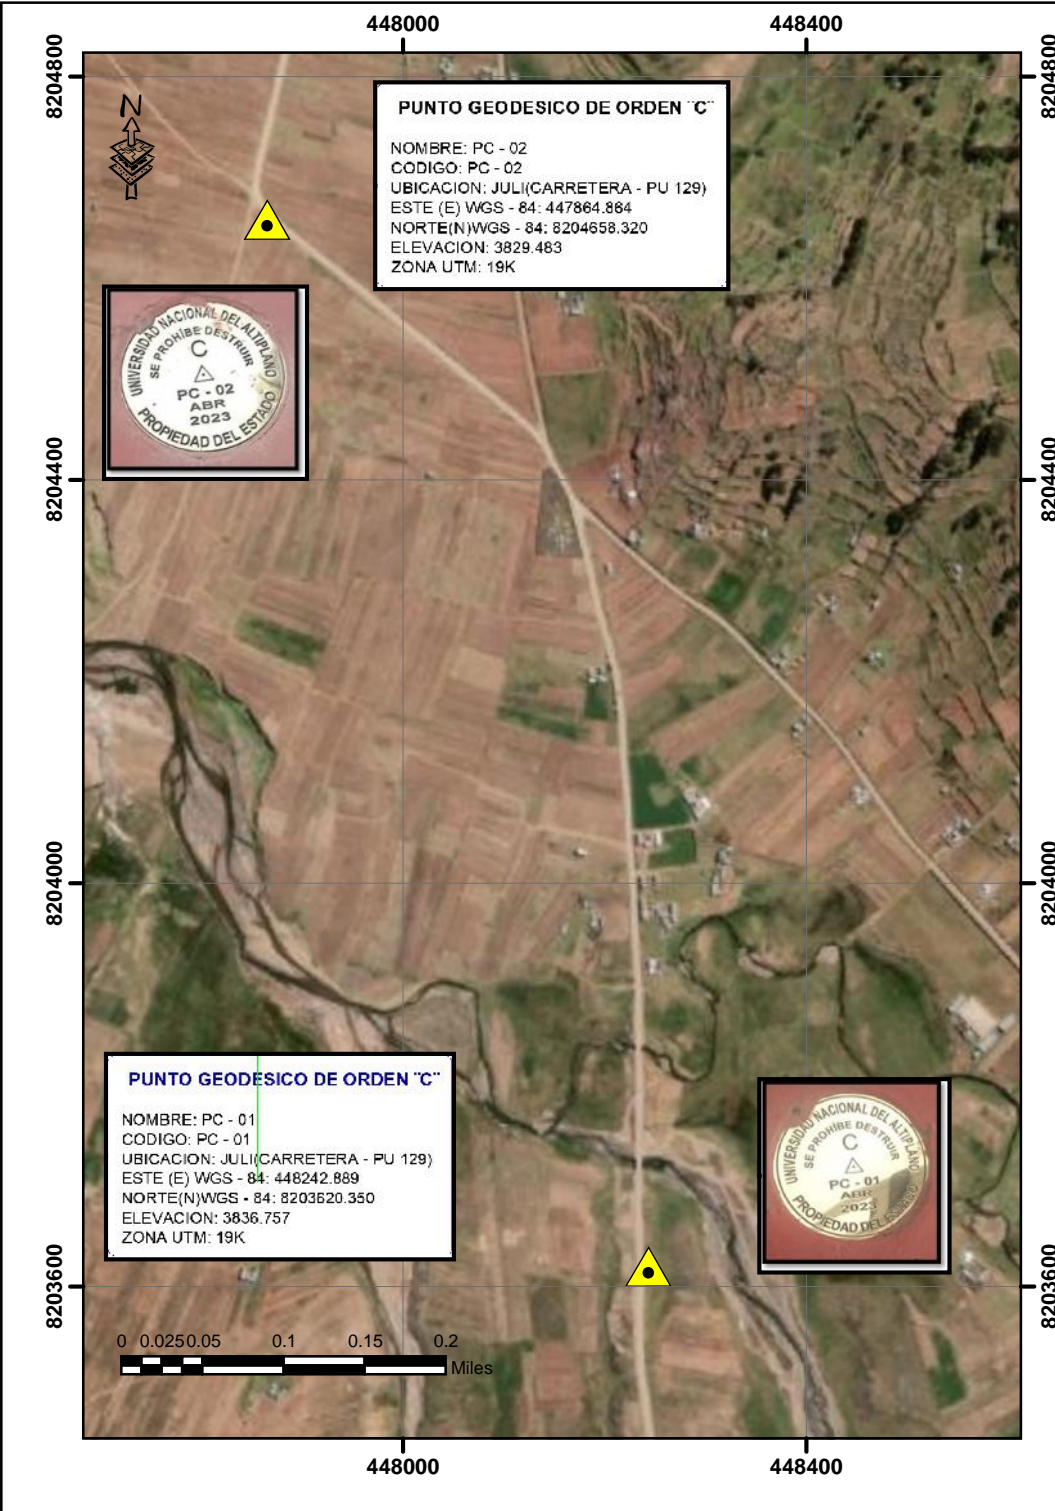 448000
448400
8204800
8204800
N
PUNTO GEODESICO DE ORDEN ¨C¨
NOMBRE: PC - 02
CODIGO: PC - 02
UBICACION: JULI(CARRETERA - PU 129)
ESTE (E) WGS - 84: 447864.884
NORTE(N)WGS - 84: 8204658.320
ELEVACION: 3829.483
ZONA UTM: 19K
UNIVERSIDAD NACIONAL DEL ALTIPLANO
SE PROHIBE DESTRUIR
C
PC - 02
ABR
2023
PROPIEDAD DEL ESTADO
8204400
8204400
8204000
8204000
PUNTO GEODESICO DE ORDEN ¨C¨
NOMBRE: PC - 01
CODIGO: PC - 01
UBICACION: JULI(CARRETERA - PU 129)
ESTE (E) WGS - 84: 448242.889
NORTE(N)WGS - 84: 8203620.350
ELEVACION: 3836.757
ZONA UTM: 19K
UNIVERSIDAD NACIONAL DEL ALTIPLANO
SE PROHIBE DESTRUIR
C
PC - 01
ABR
2023
PROPIEDAD DEL ESTADO
8203600
8203600
0 0.025 0.05 0.1 0.15 0.2
Miles
448000
448400